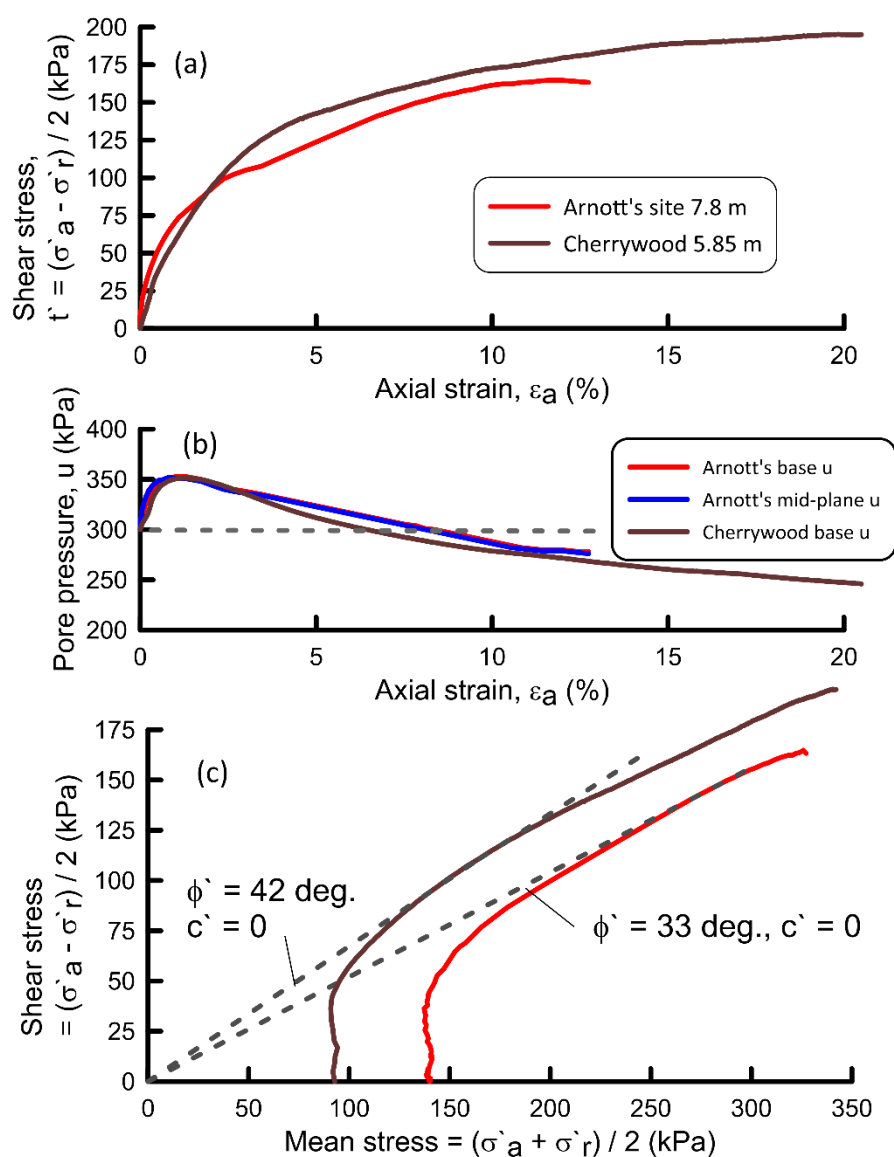 200
175
150
125
100
75
50
25
0
Shear stress,
t` = (σ`a - σ`r) / 2 (kPa)
(a)
Arnott's site 7.8 m
Cherrywood 5.85 m
0 5 10 15 20
Axial strain, εa (%)
400
350
300
250
200
Pore pressure, u (kPa)
(b)
Arnott's base u
Arnott's mid-plane u
Cherrywood base u
0 5 10 15 20
Axial strain, εa (%)
175
150
125
100
75
50
25
0
Shear stress
= (σ`a - σ`r) / 2 (kPa)
(c)
ϕ` = 42 deg.
c` = 0
ϕ` = 33 deg., c` = 0
0 50 100 150 200 250 300 350
Mean stress = (σ`a + σ`r) / 2 (kPa)